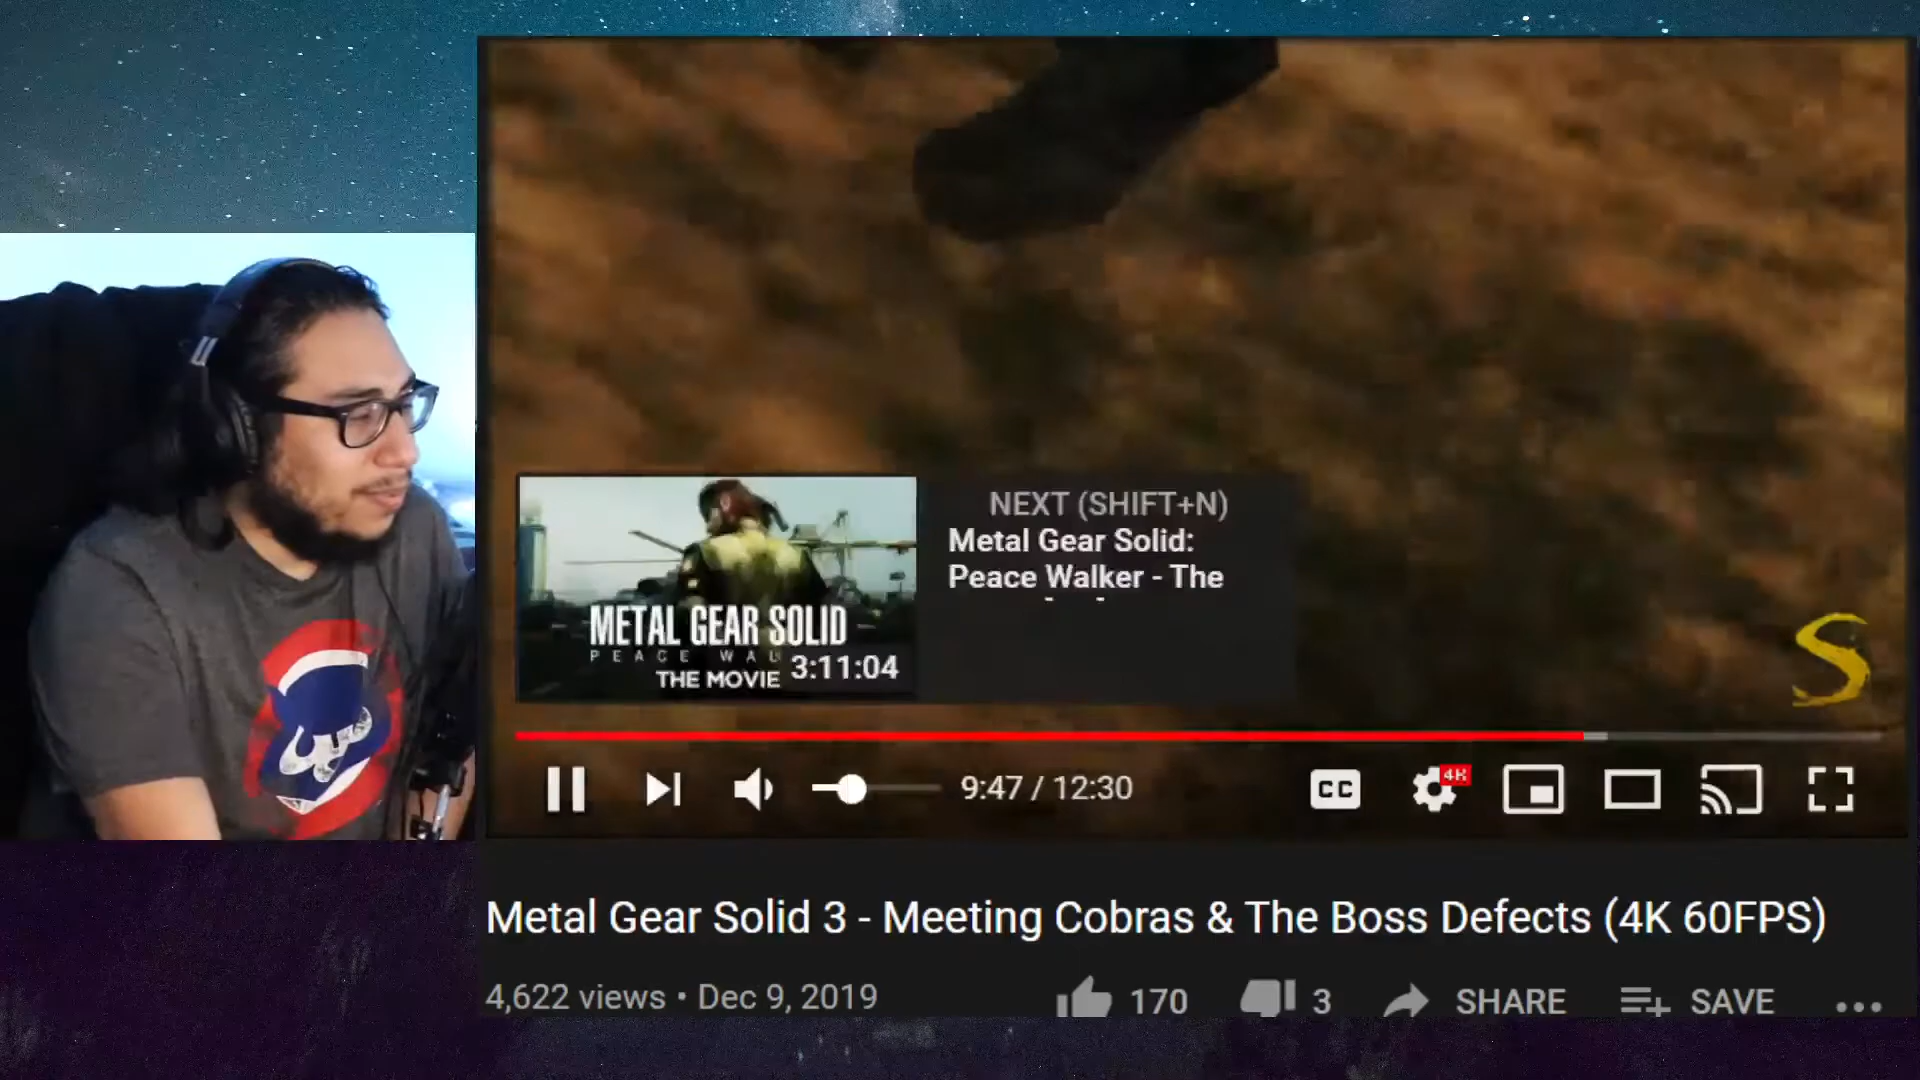 NEXT (SHIFT+N)
Metal Gear Solid:
Peace Walker - The
METAL GEAR SOLID
PEACE WAL
THE MOVIE
3:11:04
S
9:47 / 12:30
CC
4K
Metal Gear Solid 3 - Meeting Cobras & The Boss Defects (4K 60FPS)
4,622 views • Dec 9, 2019
170
3
SHARE
SAVE